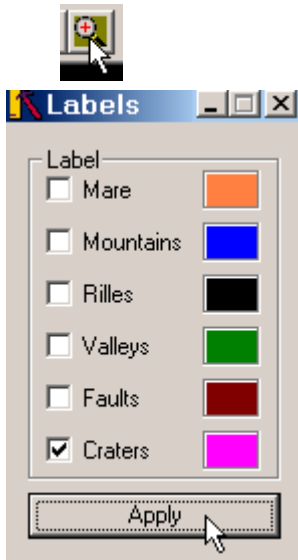 Labels
Label
Mare
Mountains
Rilles
Valleys
Faults
Craters
Apply